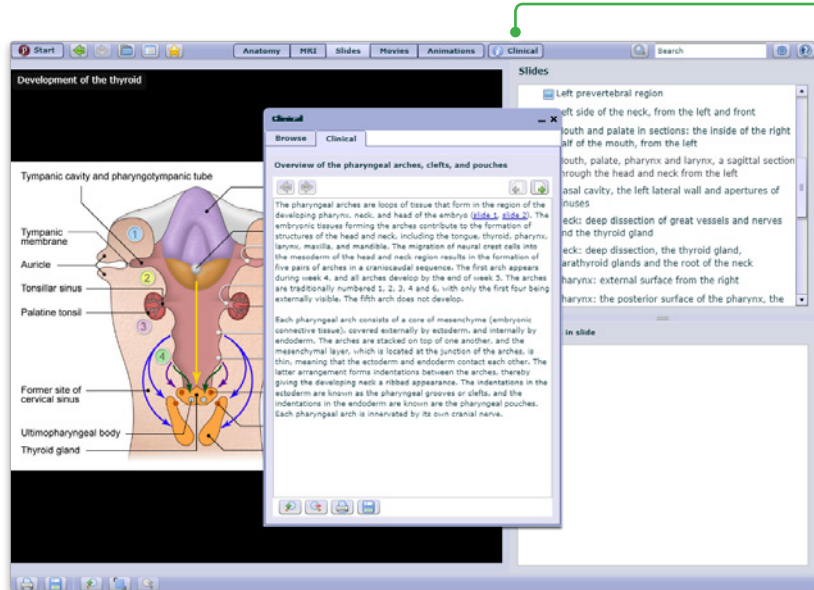 Start
Anatomy
MRI
Slides
Movies
Animations
Clinical
Search
Development of the thyroid
Tympanic cavity and pharyngotympanic tube
Tympanic
membrane
Auricle
Tonsillar sinus
Palatine tonsil
Former site of
cervical sinus
Ultimopharyngeal body
Thyroid gland
1
2
3
4
Clinical
Browse
Clinical
Overview of the pharyngeal arches, clefts, and pouches
The pharyngeal arches are loops of tissue that form in the region of the
developing pharynx, neck, and head of the embryo (slide 1, slide 2). The
embryonic tissues forming the arches contribute to the formation of
structures of the head and neck, including the tongue, thyroid, pharynx,
larynx, maxilla, and mandible. The migration of neural crest cells into
the mesoderm of the head and neck region results in the formation of
five pairs of arches in a craniocaudal sequence. The first arch appears
during week 4, and all arches develop by the end of week 5. The arches
are traditionally numbered 1, 2, 3, 4 and 6, with only the first four being
externally visible. The fifth arch does not develop.
Each pharyngeal arch consists of a core of mesenchyme (embryonic
connective tissue), covered externally by ectoderm, and internally by
endoderm. The arches are stacked on top of one another, and the
mesenchymal layer, which is located at the junction of the arches, is
thin, meaning that the ectoderm and endoderm contact each other. The
latter arrangement forms indentations between the arches, thereby
giving the developing neck a ribbed appearance. The indentations in the
ectoderm are known as the pharyngeal grooves or clefts, and the
indentations in the endoderm are known are the pharyngeal pouches.
Each pharyngeal arch is innervated by its own cranial nerve.
Slides
Left prevertebral region
side of the neck, from the left and front
and palate in sections: the inside of the right
of the mouth, from the left
palate, pharynx and larynx, a sagittal section
through the head and neck from the left
cavity, the left lateral wall and apertures of
deep dissection of great vessels and nerves
and the thyroid gland
deep dissection, the thyroid gland,
glands and the root of the neck
external surface from the right
the posterior surface of the pharynx, the
in slide